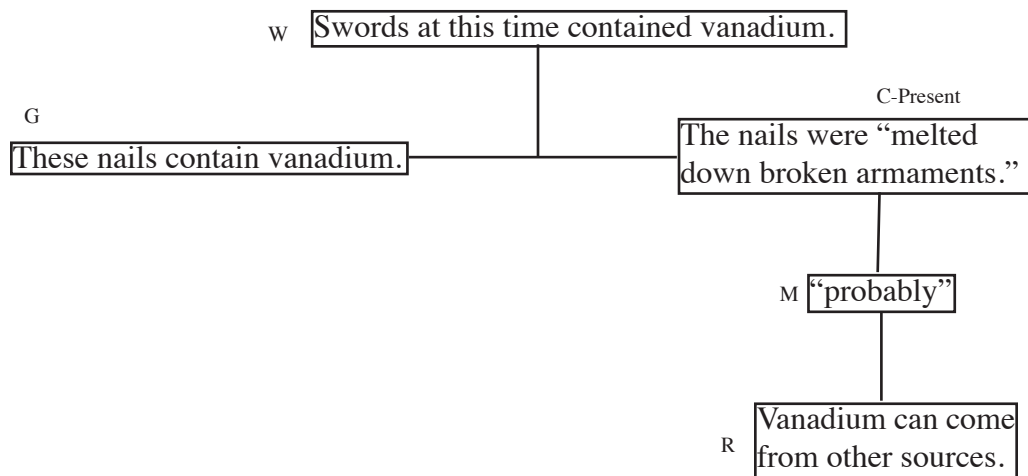 W
Swords at this time contained vanadium.
G
These nails contain vanadium.
C-Present
The nails were “melted
down broken armaments.”
M
“probably”
R
Vanadium can come
from other sources.